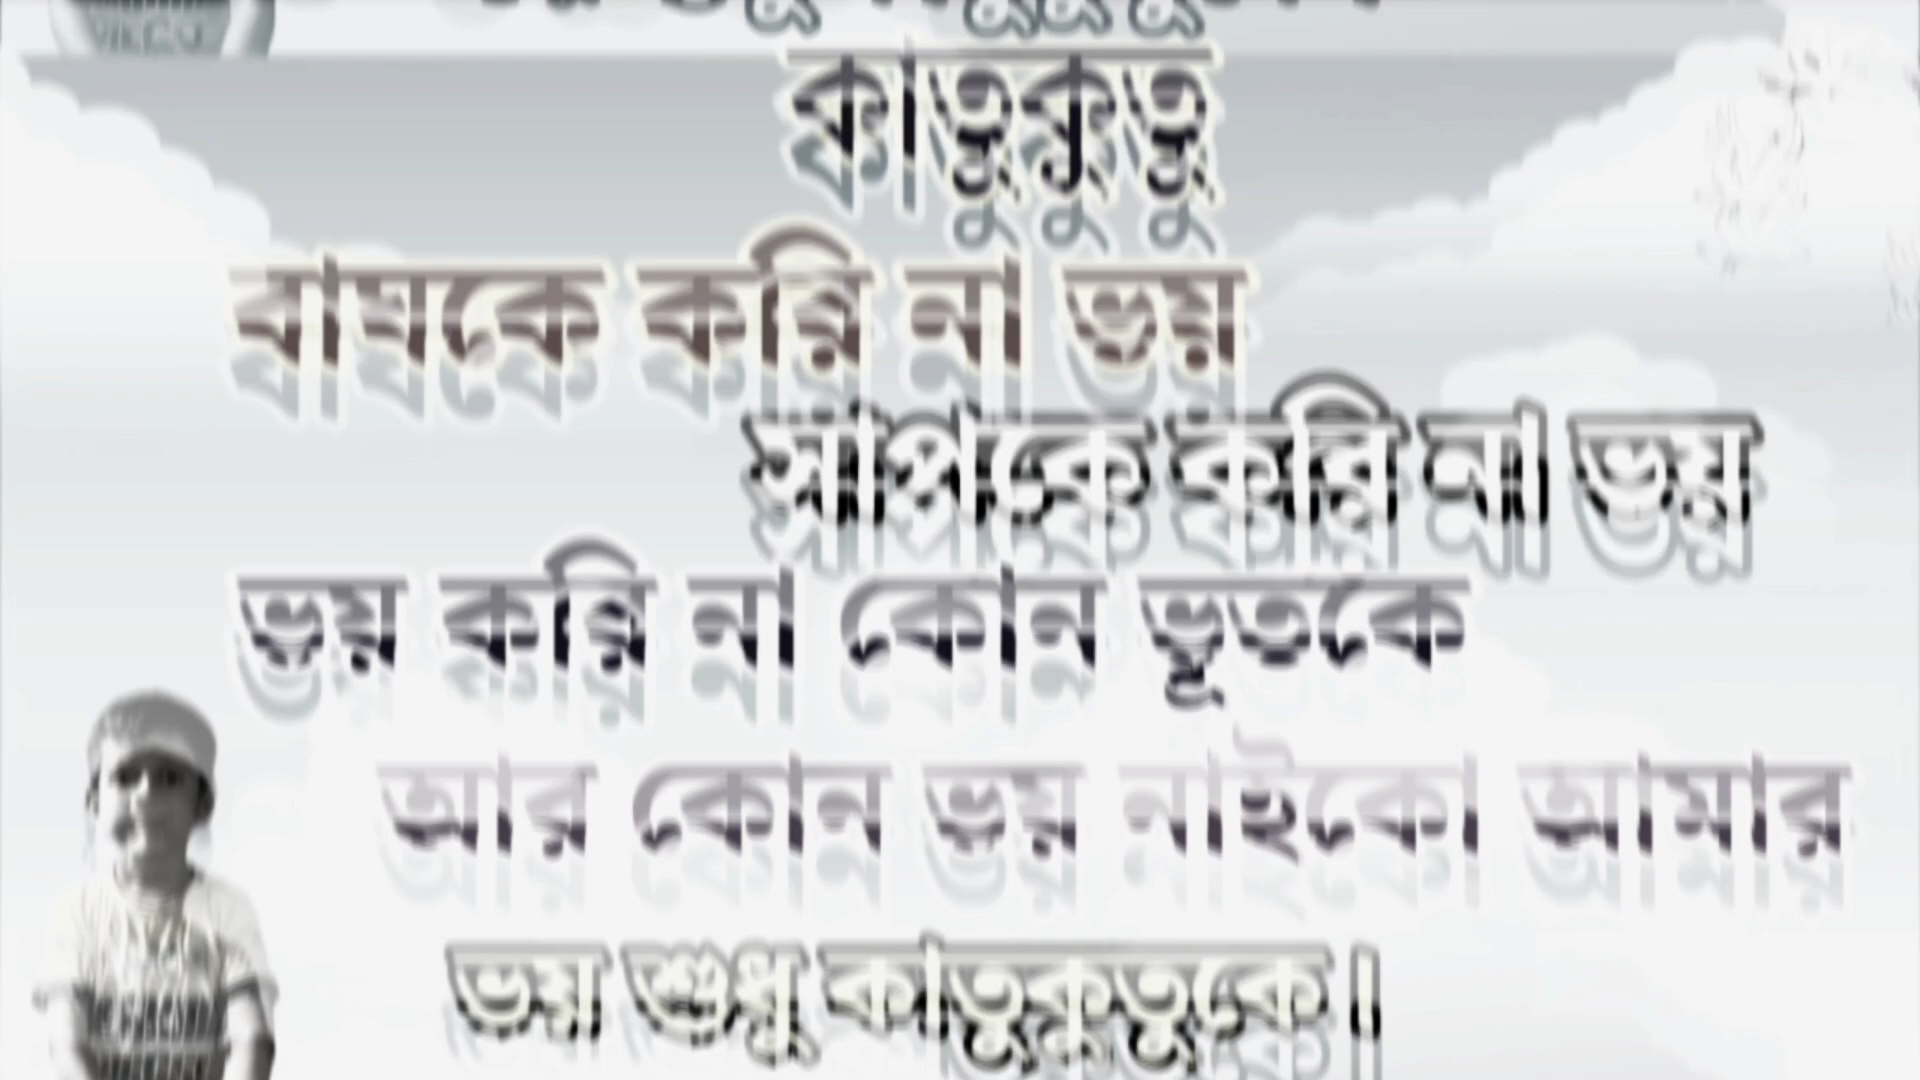 কাতুকুতু
বাঘকে করি না ভয়
সাপকে করি না ভয়
ভয় করি না কোন ভূতকে
আর কোন ভয় নাইকো আমার
ভয় শুধু কাতুকুতুকে।